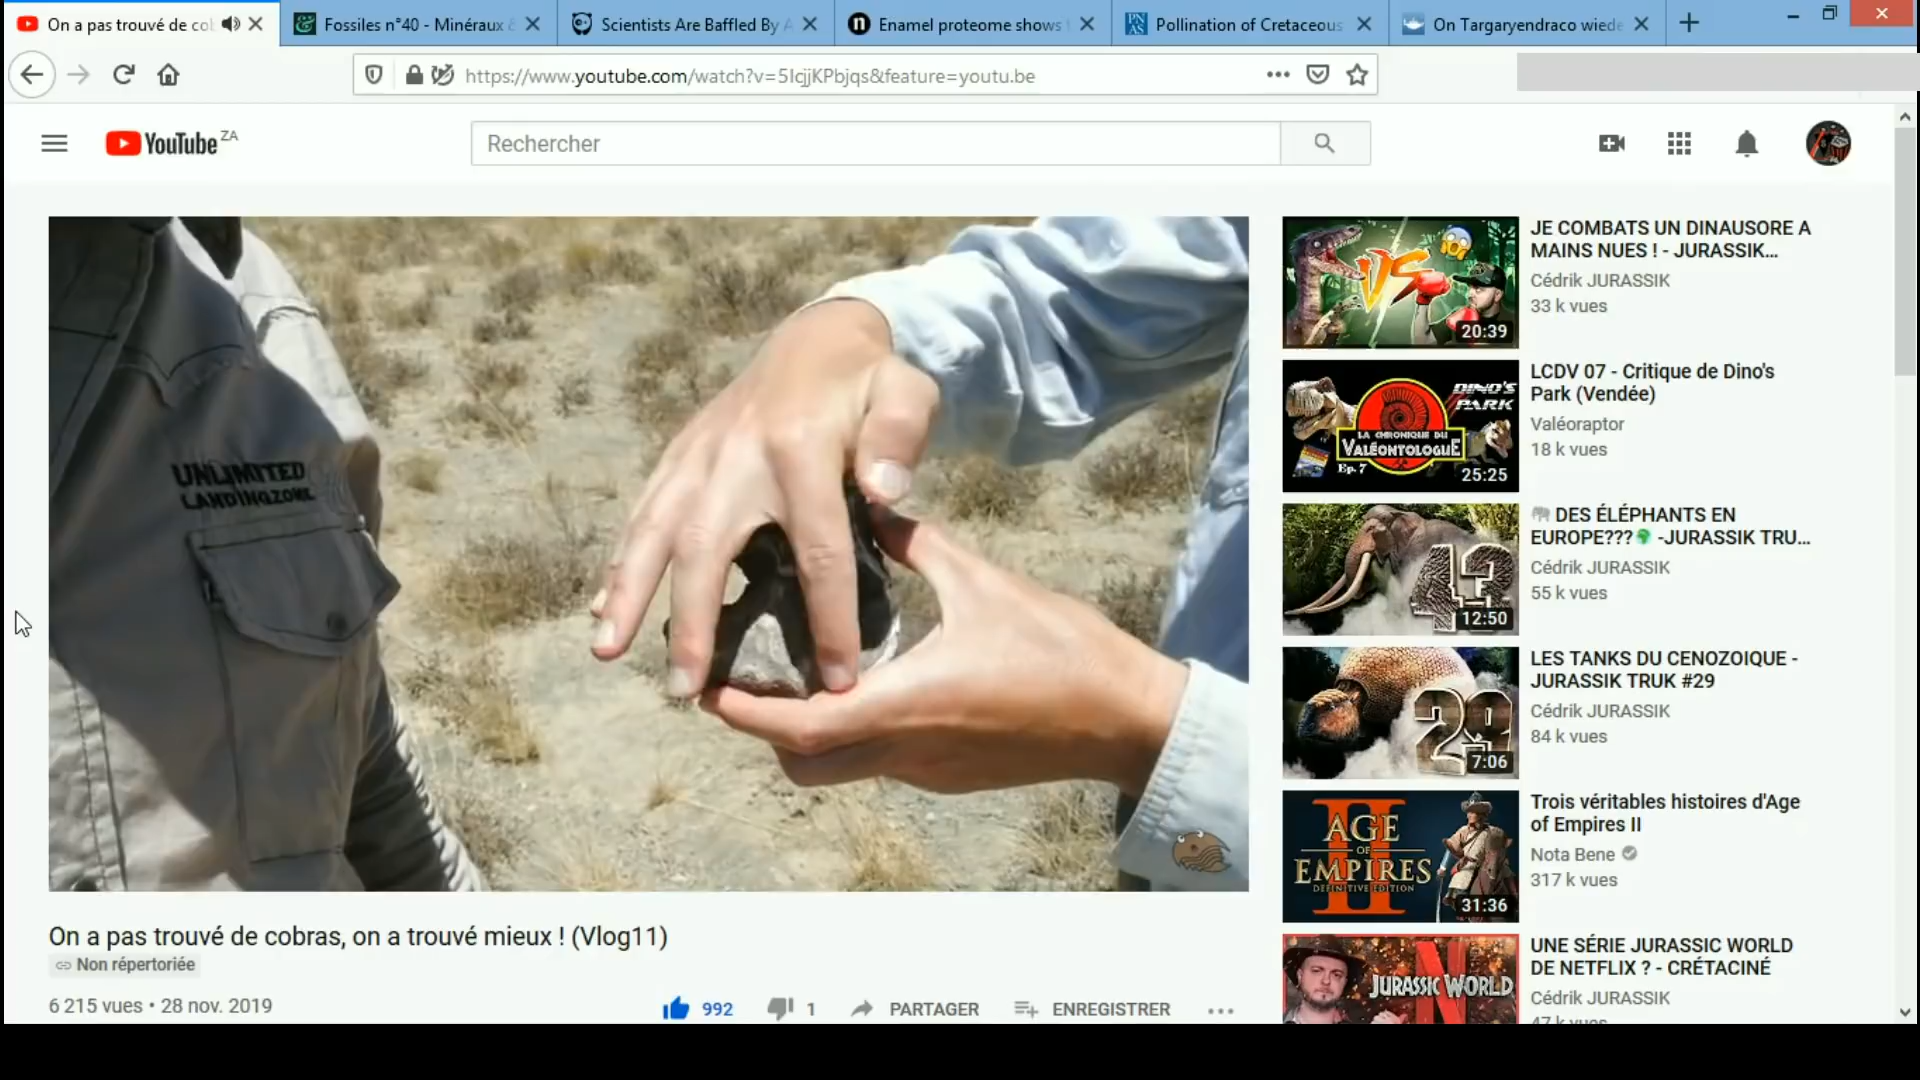 On a pas trouvé de co
Fossiles n°40 - Minéraux &
Scientists Are Baffled By A
Enamel proteome shows
Pollination of Cretaceous
On Targaryendraco wiede
https://www.youtube.com/watch?v=5IcjjKPbjqs&feature=youtu.be
YouTube ZA
Rechercher
UNLIMITED
LANDINGZONE
JE COMBATS UN DINAUSORE A
MAINS NUES ! - JURASSIK...
Cédrik JURASSIK
33 k vues
VS
20:39
LCDV 07 - Critique de Dino's
Park (Vendée)
Valéoraptor
18 k vues
DINO'S
PARK
LA CHRONIQUE DU
VALÉONTOLOGUE
Ep. 7
25:25
DES ÉLÉPHANTS EN
EUROPE??? -JURASSIK TRU...
Cédrik JURASSIK
55 k vues
43
12:50
LES TANKS DU CENOZOIQUE -
JURASSIK TRUK #29
Cédrik JURASSIK
84 k vues
29
7:06
Trois véritables histoires d'Age
of Empires II
Nota Bene
317 k vues
II
AGE
OF
EMPIRES
DEFINITIVE EDITION
31:36
UNE SÉRIE JURASSIC WORLD
DE NETFLIX ? - CRÉTACINÉ
Cédrik JURASSIK
47 k vues
JURASSIC WORLD
On a pas trouvé de cobras, on a trouvé mieux ! (Vlog11)
Non répertoriée
6 215 vues • 28 nov. 2019
992
1
PARTAGER
ENREGISTRER